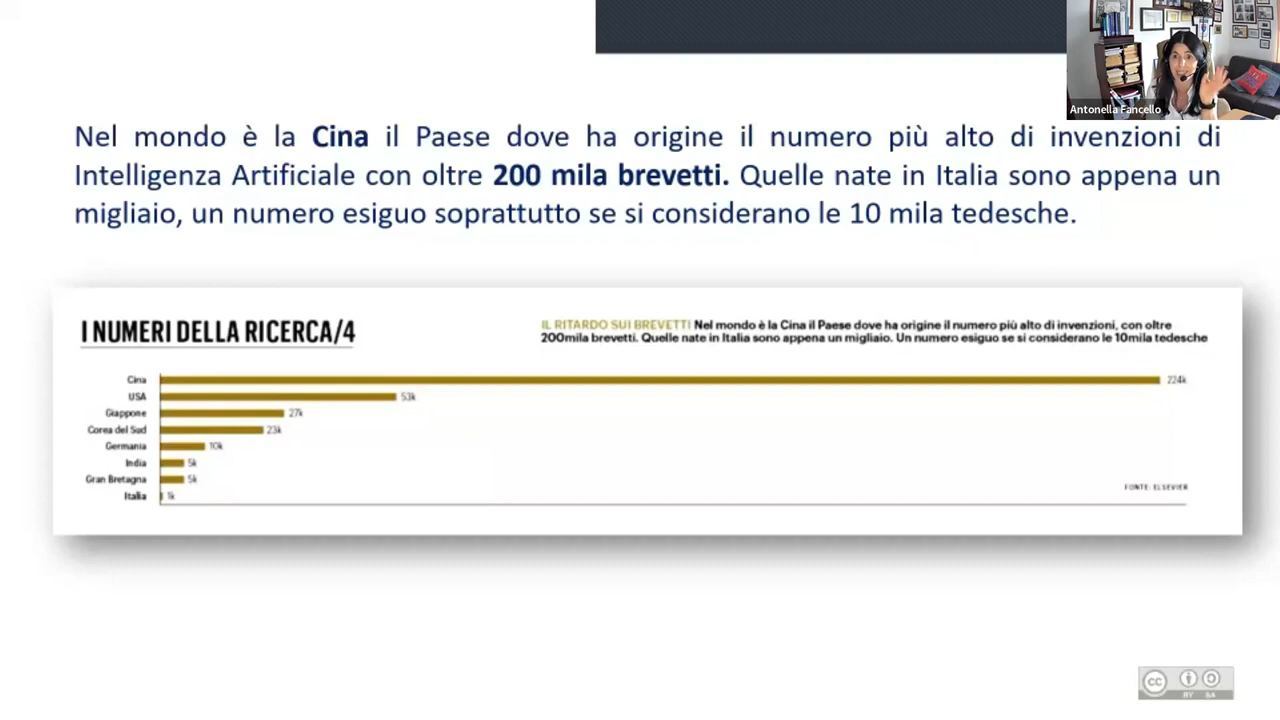 Antonella Fancello
Nel mondo è la Cina il Paese dove ha origine il numero più alto di invenzioni di
Intelligenza Artificiale con oltre 200 mila brevetti. Quelle nate in Italia sono appena un
migliaio, un numero esiguo soprattutto se si considerano le 10 mila tedesche.
I NUMERI DELLA RICERCA/4
IL RITARDO SUI BREVETTI Nel mondo è la Cina il Paese dove ha origine il numero più alto di invenzioni, con oltre
200mila brevetti. Quelle nate in Italia sono appena un migliaio. Un numero esiguo se si considerano le 10mila tedesche
Cina 224k
USA 53k
Giappone 27k
Corea del Sud 23k
Germania 10k
India 5k
Gran Bretagna 5k
Italia 1k
FONTE: ELSEVIER
cc
BY SA